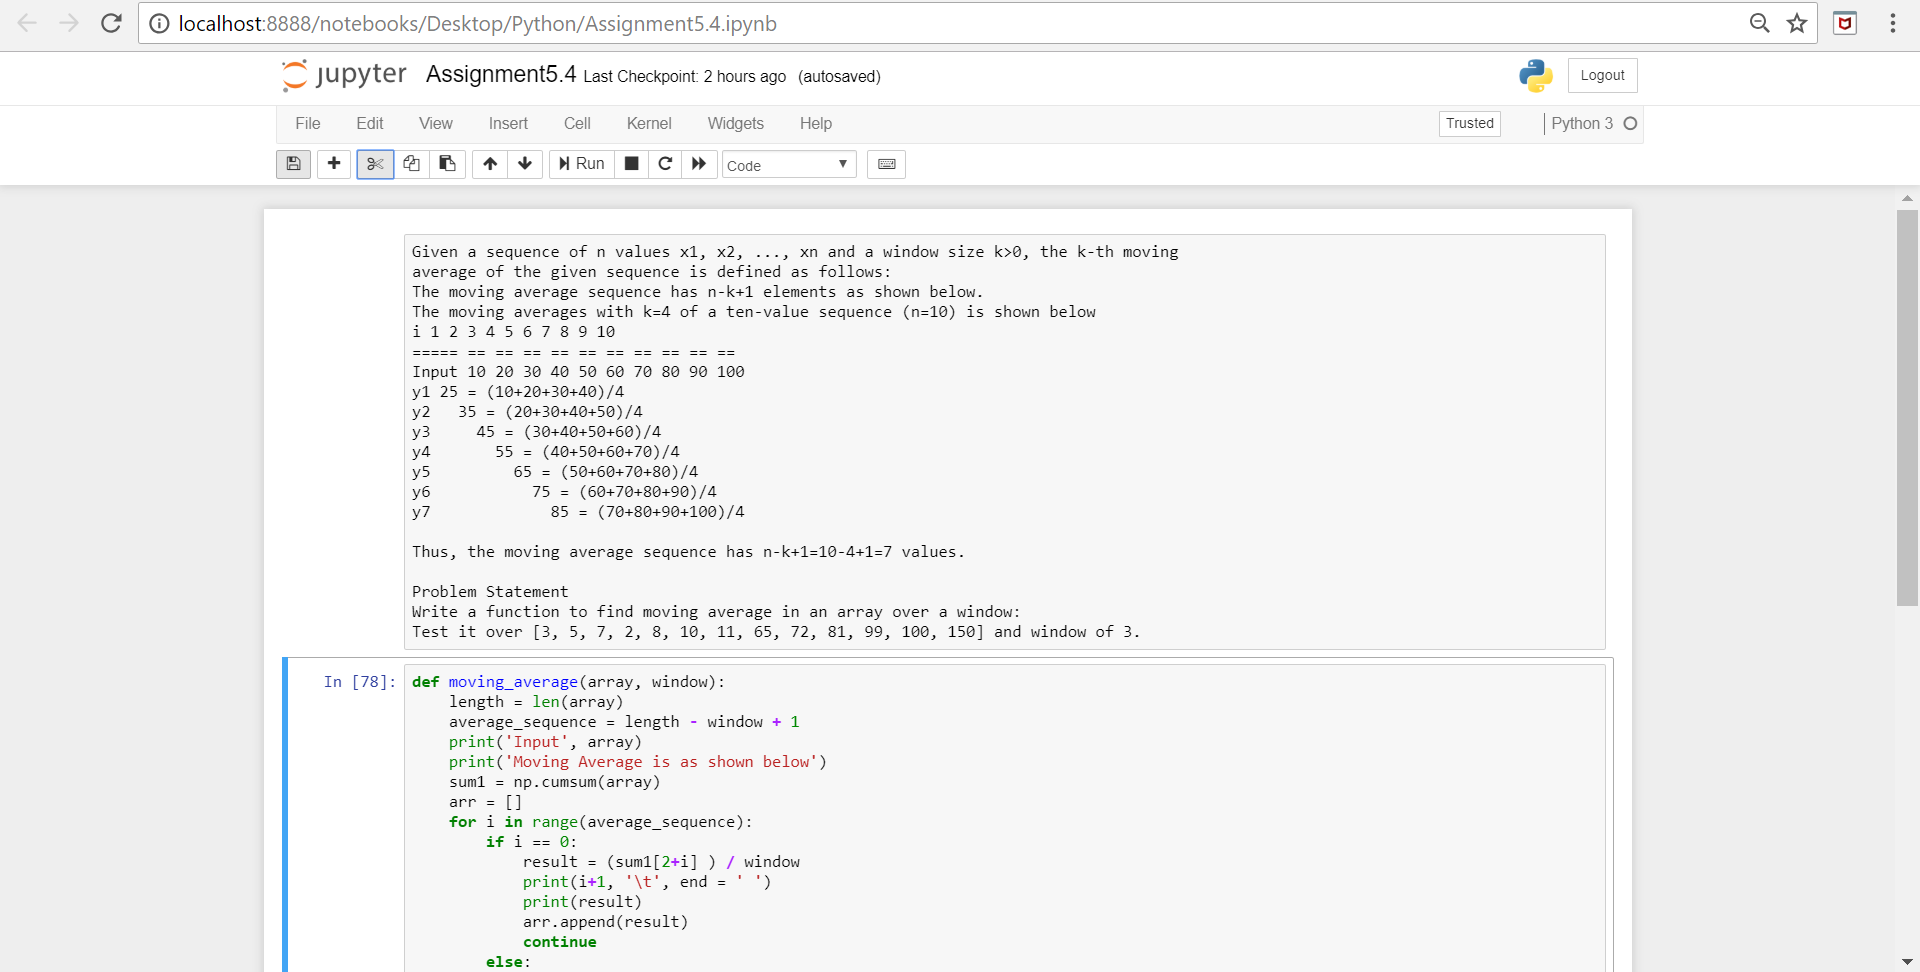 localhost:8888/notebooks/Desktop/Python/Assignment5.4.ipynb
jupyter Assignment5.4 Last Checkpoint: 2 hours ago (autosaved)
Logout
File Edit View Insert Cell Kernel Widgets Help
Trusted
Python 3
Run
Code
Given a sequence of n values x1, x2, ..., xn and a window size k>0, the k-th moving
average of the given sequence is defined as follows:
The moving average sequence has n-k+1 elements as shown below.
The moving averages with k=4 of a ten-value sequence (n=10) is shown below
i 1 2 3 4 5 6 7 8 9 10
===== == == == == == == == == == ==
Input 10 20 30 40 50 60 70 80 90 100
y1 25 = (10+20+30+40)/4
y2   35 = (20+30+40+50)/4
y3     45 = (30+40+50+60)/4
y4       55 = (40+50+60+70)/4
y5         65 = (50+60+70+80)/4
y6           75 = (60+70+80+90)/4
y7             85 = (70+80+90+100)/4
Thus, the moving average sequence has n-k+1=10-4+1=7 values.
Problem Statement
Write a function to find moving average in an array over a window:
Test it over [3, 5, 7, 2, 8, 10, 11, 65, 72, 81, 99, 100, 150] and window of 3.
In [78]: def moving_average(array, window):
    length = len(array)
    average_sequence = length - window + 1
    print('Input', array)
    print('Moving Average is as shown below')
    sum1 = np.cumsum(array)
    arr = []
    for i in range(average_sequence):
        if i == 0:
            result = (sum1[2+i] ) / window
            print(i+1, '\t', end = ' ')
            print(result)
            arr.append(result)
            continue
        else: